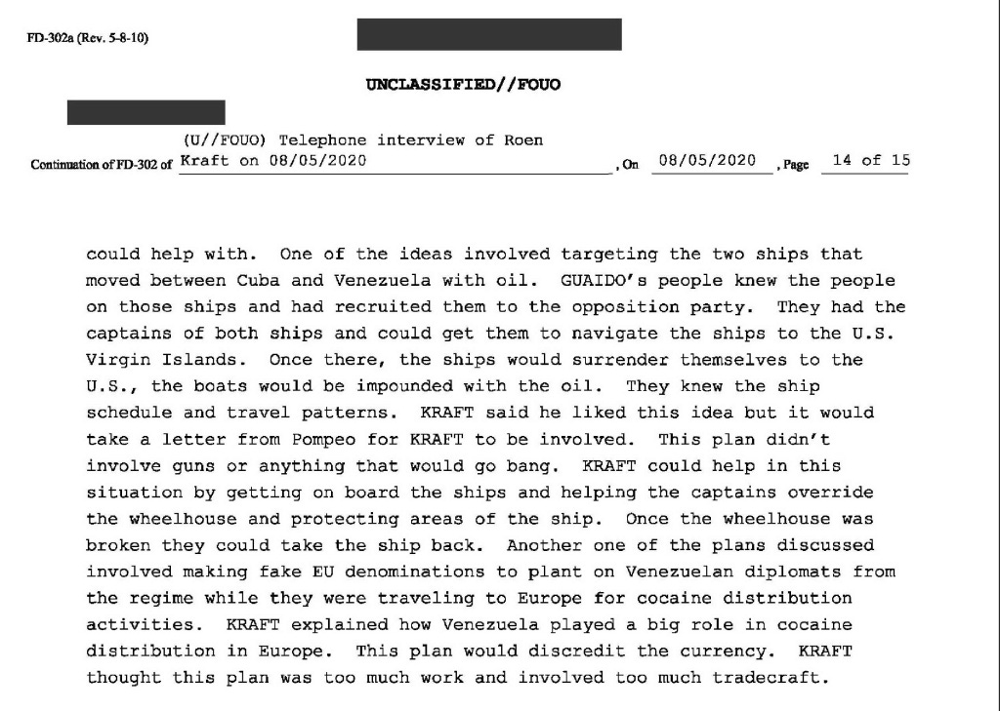 FD-302a (Rev. 5-8-10)
UNCLASSIFIED//FOUO
(U//FOUO) Telephone interview of Roen
Continuation of FD-302 of Kraft on 08/05/2020 , On 08/05/2020 , Page 14 of 15
could help with. One of the ideas involved targeting the two ships that
moved between Cuba and Venezuela with oil. GUAIDO's people knew the people
on those ships and had recruited them to the opposition party. They had the
captains of both ships and could get them to navigate the ships to the U.S.
Virgin Islands. Once there, the ships would surrender themselves to the
U.S., the boats would be impounded with the oil. They knew the ship
schedule and travel patterns. KRAFT said he liked this idea but it would
take a letter from Pompeo for KRAFT to be involved. This plan didn't
involve guns or anything that would go bang. KRAFT could help in this
situation by getting on board the ships and helping the captains override
the wheelhouse and protecting areas of the ship. Once the wheelhouse was
broken they could take the ship back. Another one of the plans discussed
involved making fake EU denominations to plant on Venezuelan diplomats from
the regime while they were traveling to Europe for cocaine distribution
activities. KRAFT explained how Venezuela played a big role in cocaine
distribution in Europe. This plan would discredit the currency. KRAFT
thought this plan was too much work and involved too much tradecraft.